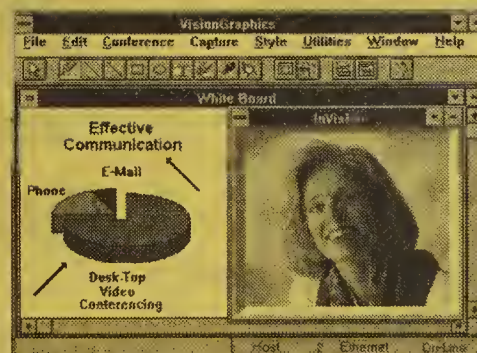 VisionGraphics
File Edit Conference Capture Style Utilities Window Help
White Board
Effective
Communication
E-Mail
Phone
Desk-Top
Video
Conferencing
InVision
Host Ethernet On-Line